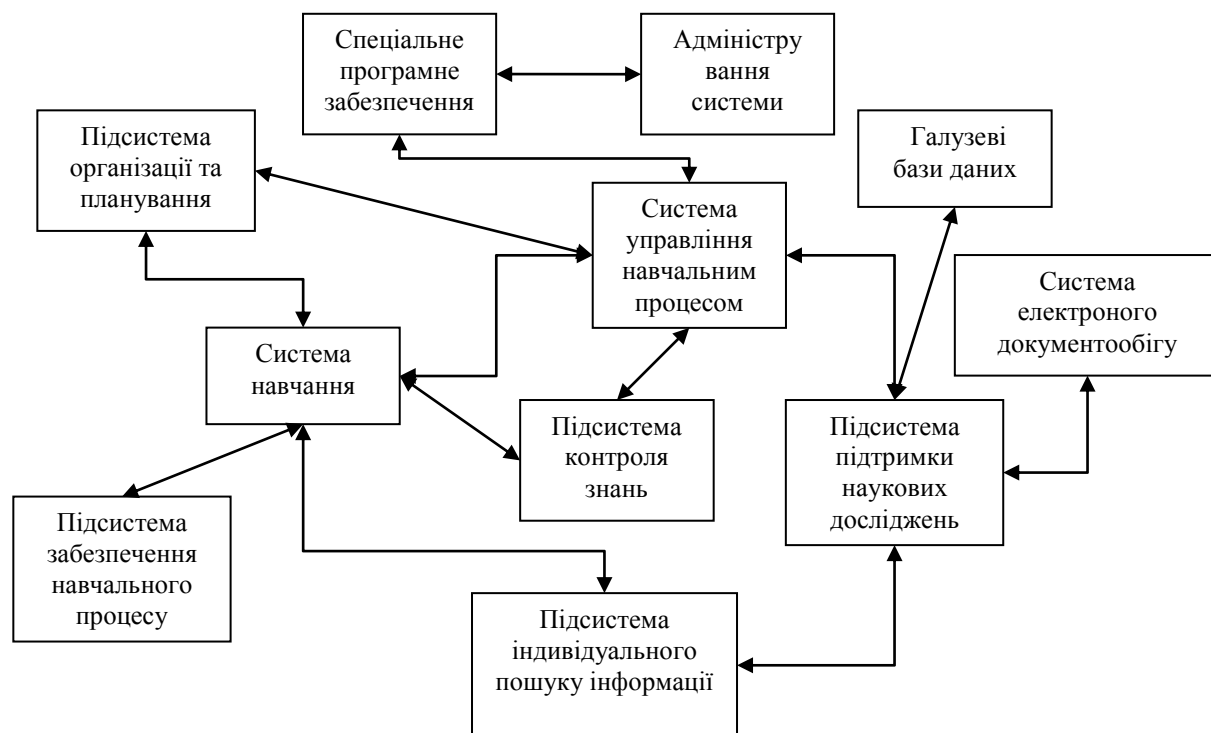 Спеціальне
програмне
забезпечення
Адміністру
вання
системи
Підсистема
організації та
планування
Галузеві
бази даних
Система
управління
навчальним
процесом
Система
електроного
документообігу
Система
навчання
Підсистема
контроля
знань
Підсистема
підтримки
наукових
досліджень
Підсистема
забезпечення
навчального
процесу
Підсистема
індивідуального
пошуку інформації